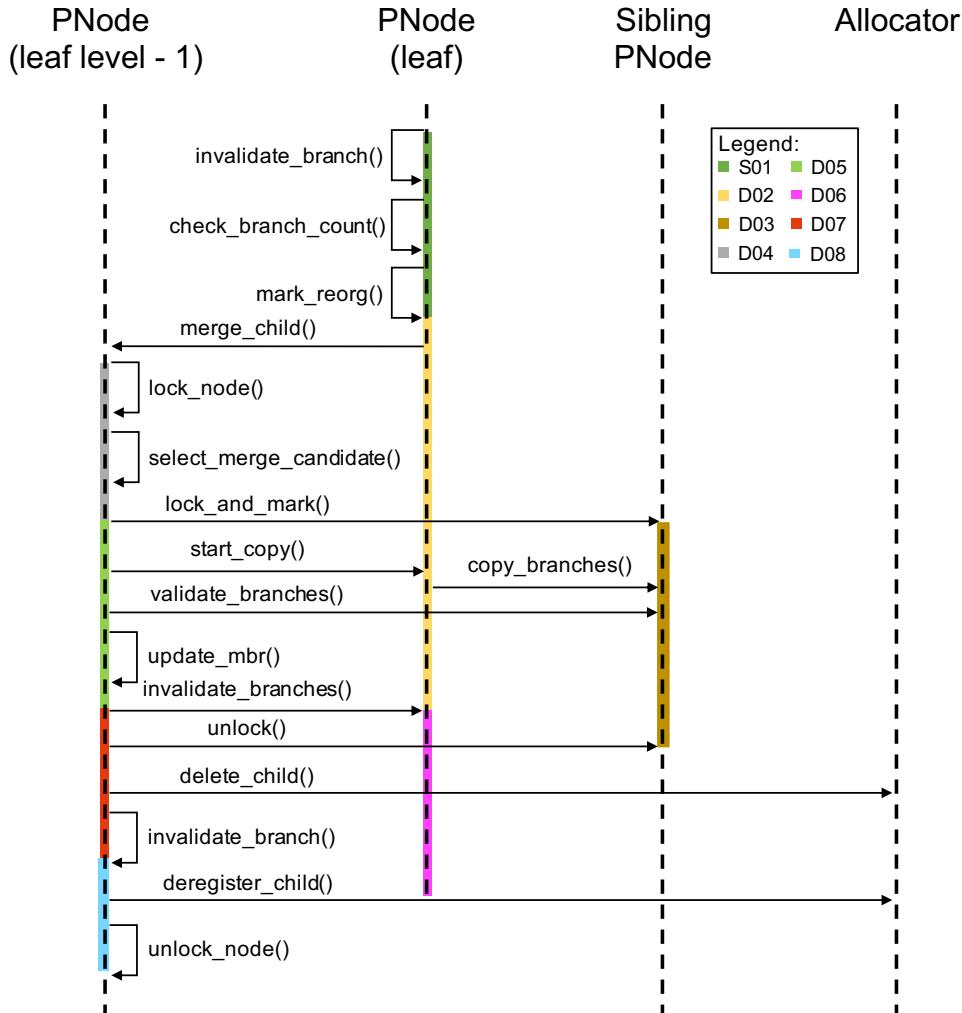 PNode
(leaf level - 1)
PNode
(leaf)
Sibling
PNode
Allocator
Legend:
S01
D05
D02
D06
D03
D07
D04
D08
invalidate_branch()
check_branch_count()
mark_reorg()
merge_child()
lock_node()
select_merge_candidate()
lock_and_mark()
start_copy()
copy_branches()
validate_branches()
update_mbr()
invalidate_branches()
unlock()
delete_child()
invalidate_branch()
deregister_child()
unlock_node()